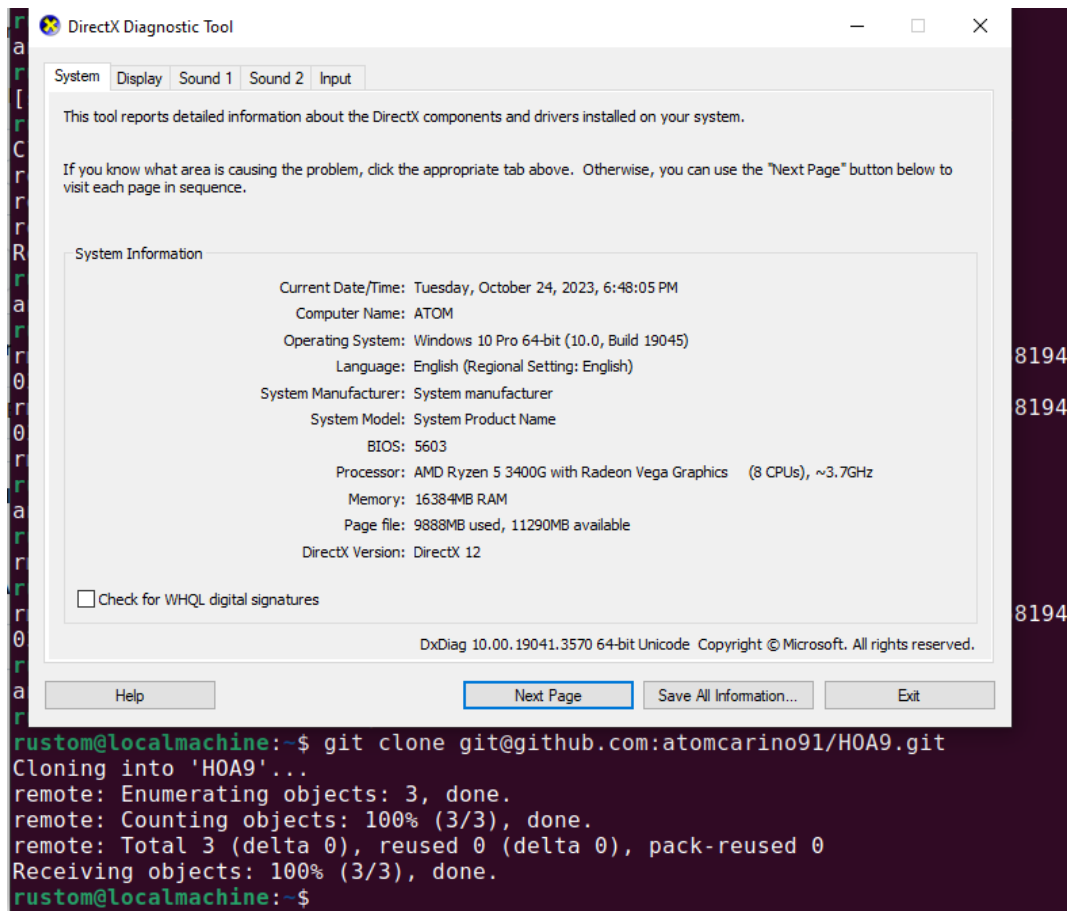 DirectX Diagnostic Tool
System Display Sound 1 Sound 2 Input
This tool reports detailed information about the DirectX components and drivers installed on your system.
If you know what area is causing the problem, click the appropriate tab above. Otherwise, you can use the "Next Page" button below to
visit each page in sequence.
System Information
Current Date/Time: Tuesday, October 24, 2023, 6:48:05 PM
Computer Name: ATOM
Operating System: Windows 10 Pro 64-bit (10.0, Build 19045)
Language: English (Regional Setting: English)
System Manufacturer: System manufacturer
System Model: System Product Name
BIOS: 5603
Processor: AMD Ryzen 5 3400G with Radeon Vega Graphics (8 CPUs), ~3.7GHz
Memory: 16384MB RAM
Page file: 9888MB used, 11290MB available
DirectX Version: DirectX 12
Check for WHQL digital signatures
DxDiag 10.00.19041.3570 64-bit Unicode Copyright © Microsoft. All rights reserved.
Help Next Page Save All Information... Exit
8194
8194
8194
rustom@localmachine:~$ git clone git@github.com:atomcarino91/HOA9.git
Cloning into 'HOA9'...
remote: Enumerating objects: 3, done.
remote: Counting objects: 100% (3/3), done.
remote: Total 3 (delta 0), reused 0 (delta 0), pack-reused 0
Receiving objects: 100% (3/3), done.
rustom@localmachine:~$